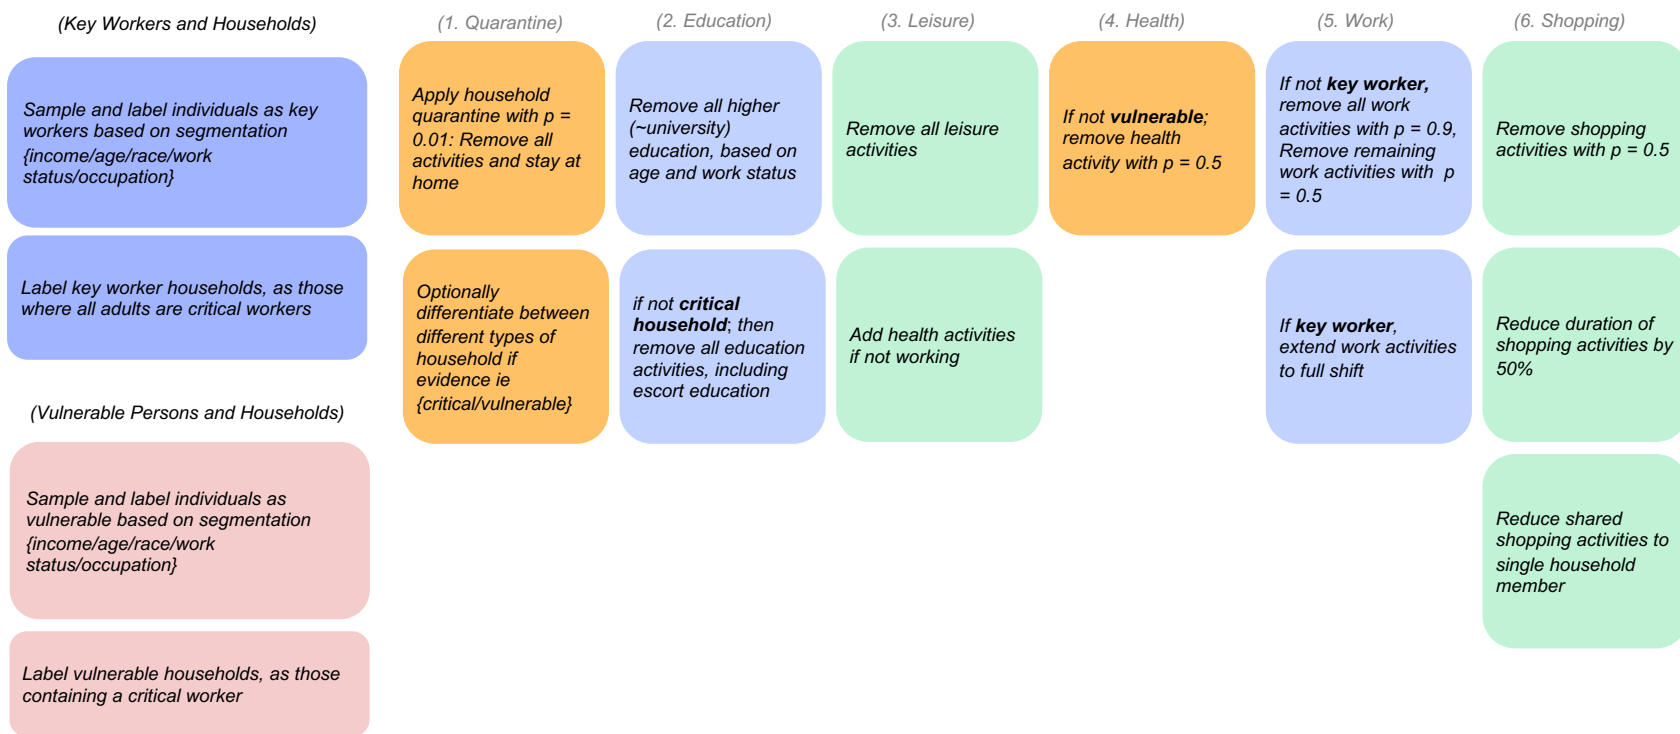 (Key Workers and Households)
Sample and label individuals as key
workers based on segmentation
{income/age/race/work
status/occupation}
Label key worker households, as those
where all adults are critical workers
(Vulnerable Persons and Households)
Sample and label individuals as
vulnerable based on segmentation
{income/age/race/work
status/occupation}
Label vulnerable households, as those
containing a critical worker
(1. Quarantine)
Apply household
quarantine with p =
0.01: Remove all
activities and stay at
home
Optionally
differentiate between
different types of
household if
evidence ie
{critical/vulnerable}
(2. Education)
Remove all higher
(~university)
education, based on
age and work status
if not critical
household; then
remove all education
activities, including
escort education
(3. Leisure)
Remove all leisure
activities
Add health activities
if not working
(4. Health)
If not vulnerable;
remove health
activity with p = 0.5
(5. Work)
If not key worker,
remove all work
activities with p = 0.9,
Remove remaining
work activities with p
= 0.5
If key worker,
extend work activities
to full shift
(6. Shopping)
Remove shopping
activities with p = 0.5
Reduce duration of
shopping activities by
50%
Reduce shared
shopping activities to
single household
member